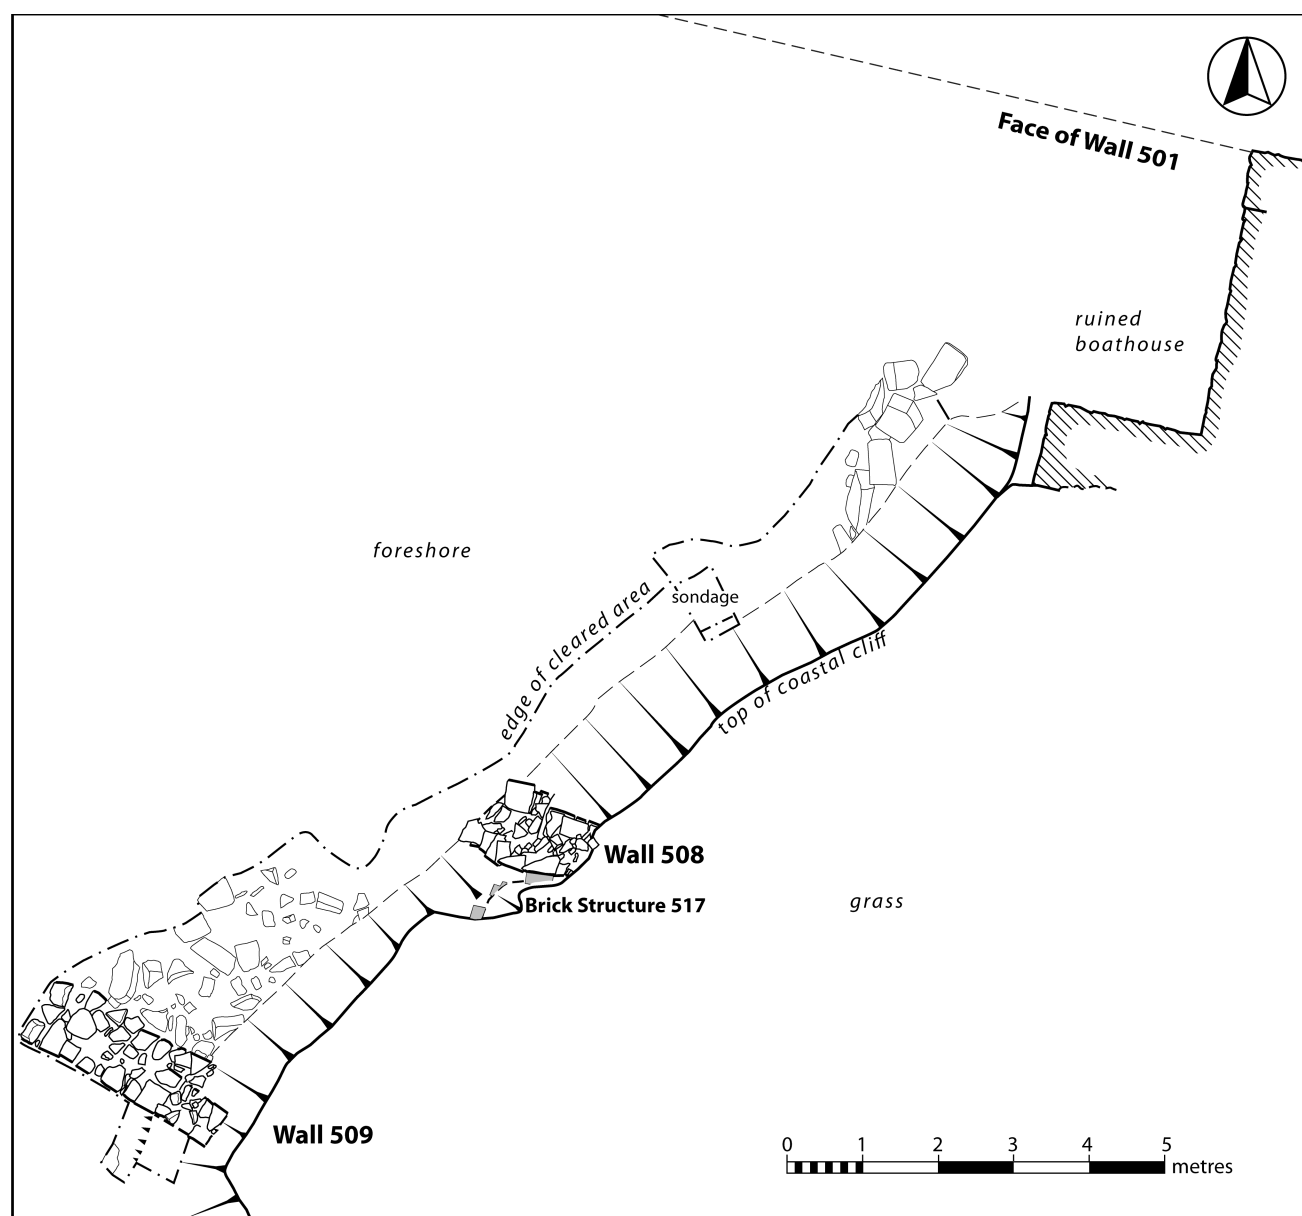 Face of Wall 501
ruined
boathouse
foreshore
sondage
edge of cleared area
top of coastal cliff
Wall 508
grass
Brick Structure 517
Wall 509
0 1 2 3 4 5
metres